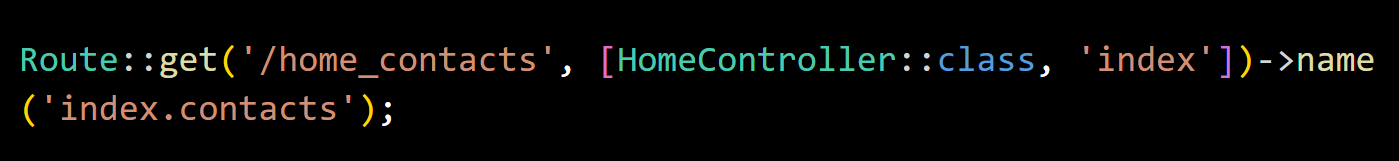 Route::get('/home_contacts', [HomeController::class, 'index'])->name
('index.contacts');